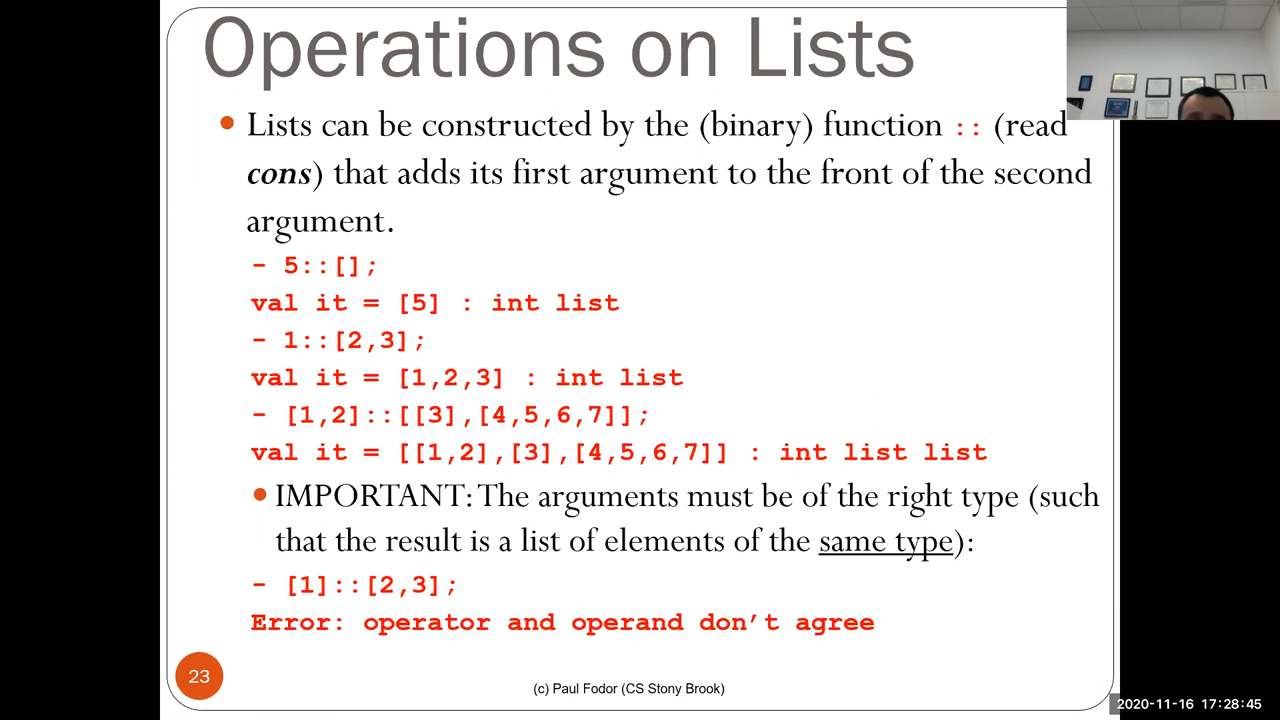 Operations on Lists
Lists can be constructed by the (binary) function :: (read
cons) that adds its first argument to the front of the second
argument.
- 5::[];
val it = [5] : int list
- 1::[2,3];
val it = [1,2,3] : int list
- [1,2]::[[3],[4,5,6,7]];
val it = [[1,2],[3],[4,5,6,7]] : int list list
IMPORTANT: The arguments must be of the right type (such
that the result is a list of elements of the same type):
- [1]::[2,3];
Error: operator and operand don’t agree
23
(c) Paul Fodor (CS Stony Brook)
2020-11-16 17:28:45